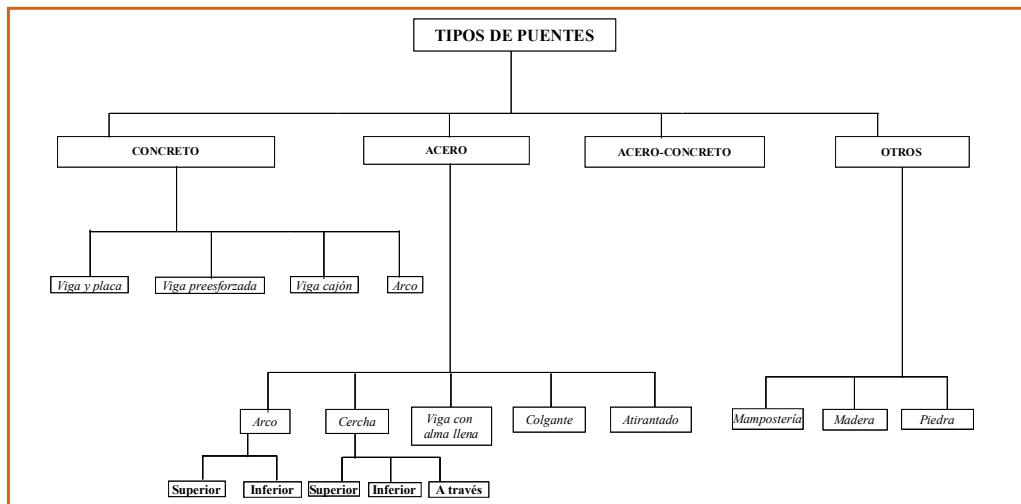 TIPOS DE PUENTES
CONCRETO
ACERO
ACERO-CONCRETO
OTROS
Viga y placa
Viga preesforzada
Viga cajón
Arco
Arco
Cercha
Viga con
alma llena
Colgante
Atirantado
Mampostería
Madera
Piedra
Superior
Inferior
Superior
Inferior
A través